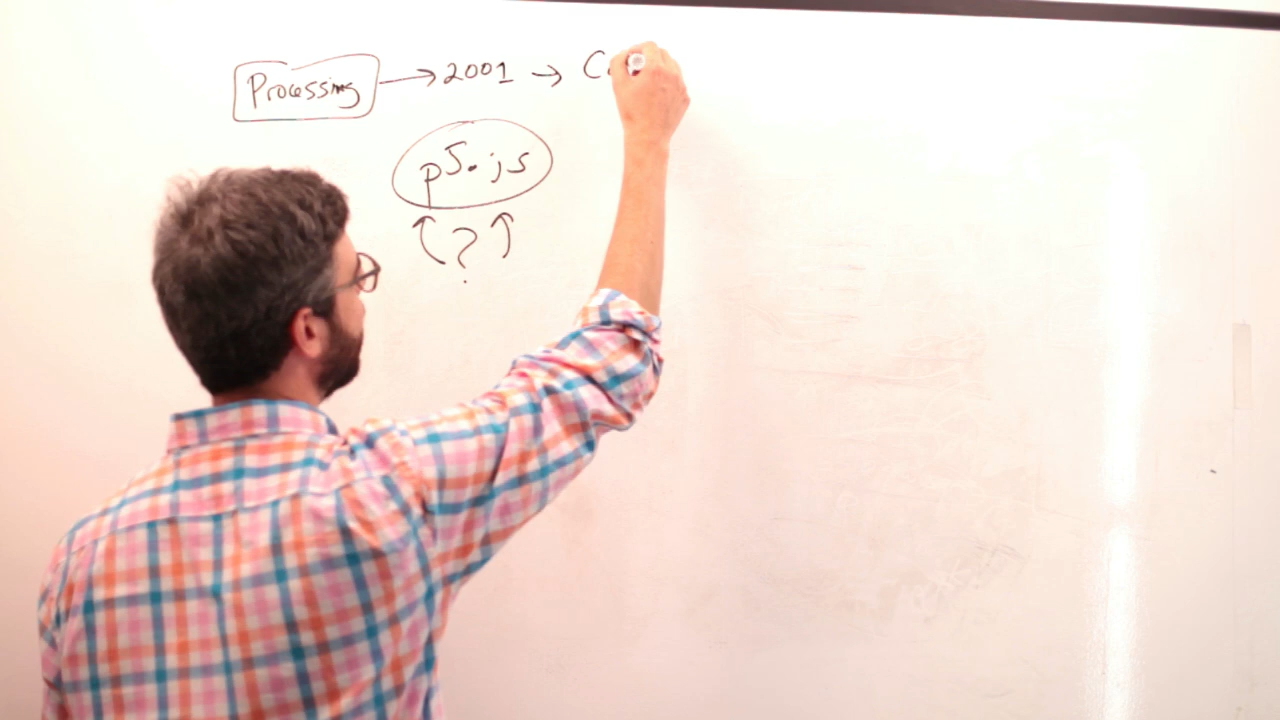 Processing → 2001 → C
p5.js
?